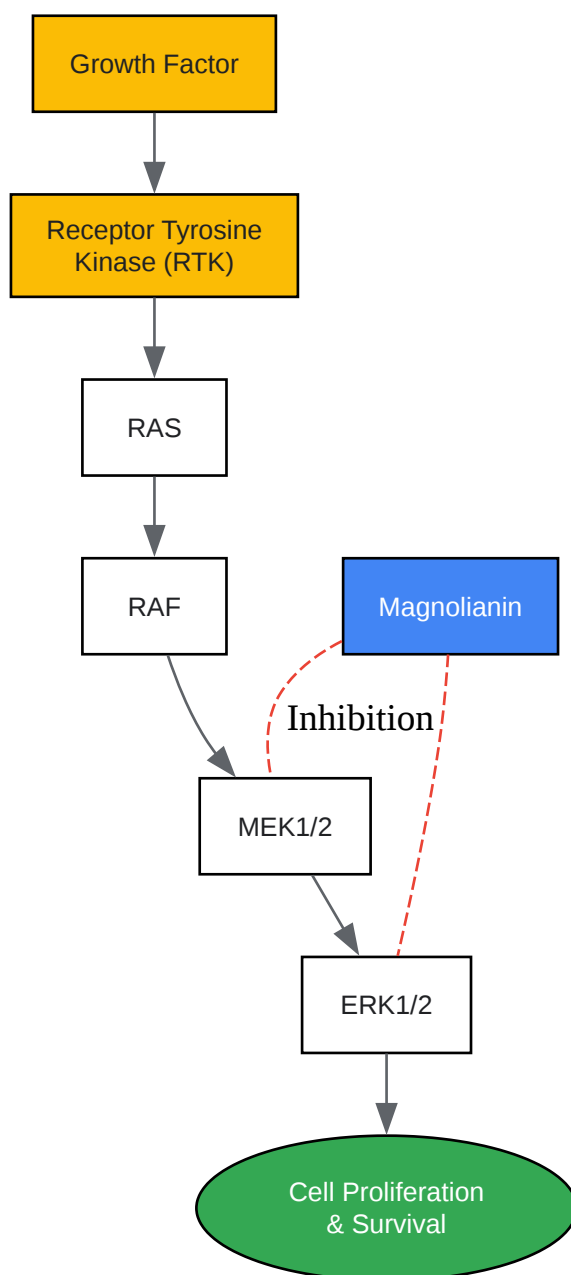 Growth Factor
Receptor Tyrosine
Kinase (RTK)
RAS
RAF
Magnolianin
Inhibition
MEK1/2
ERK1/2
Cell Proliferation
& Survival